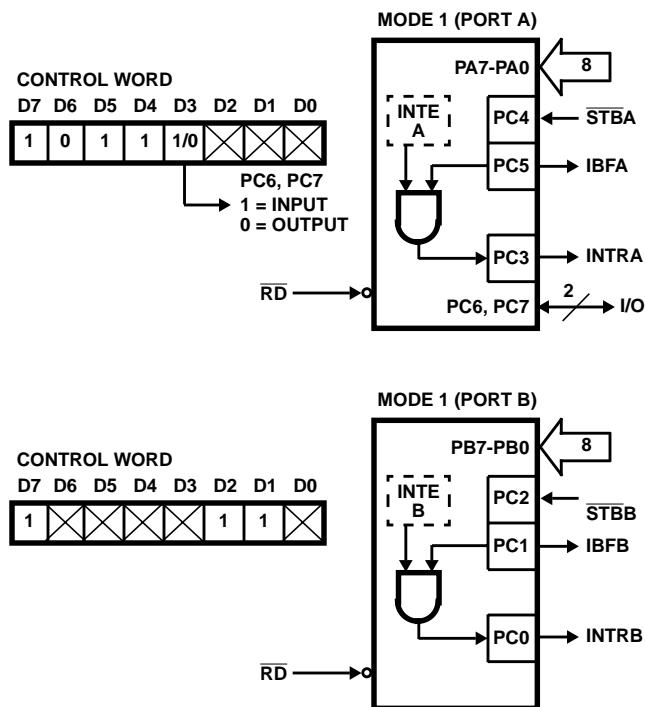 MODE 1 (PORT A)
CONTROL WORD
D7 D6 D5 D4 D3 D2 D1 D0
1 0 1 1 1/0
PC6, PC7
1 = INPUT
0 = OUTPUT
PA7-PA0
8
INTE
A
PC4
STBA
PC5
IBFA
PC3
INTRA
RD
PC6, PC7
2
I/O
MODE 1 (PORT B)
CONTROL WORD
D7 D6 D5 D4 D3 D2 D1 D0
1 1 1
PB7-PB0
8
INTE
B
PC2
STBB
PC1
IBFB
PC0
INTRB
RD